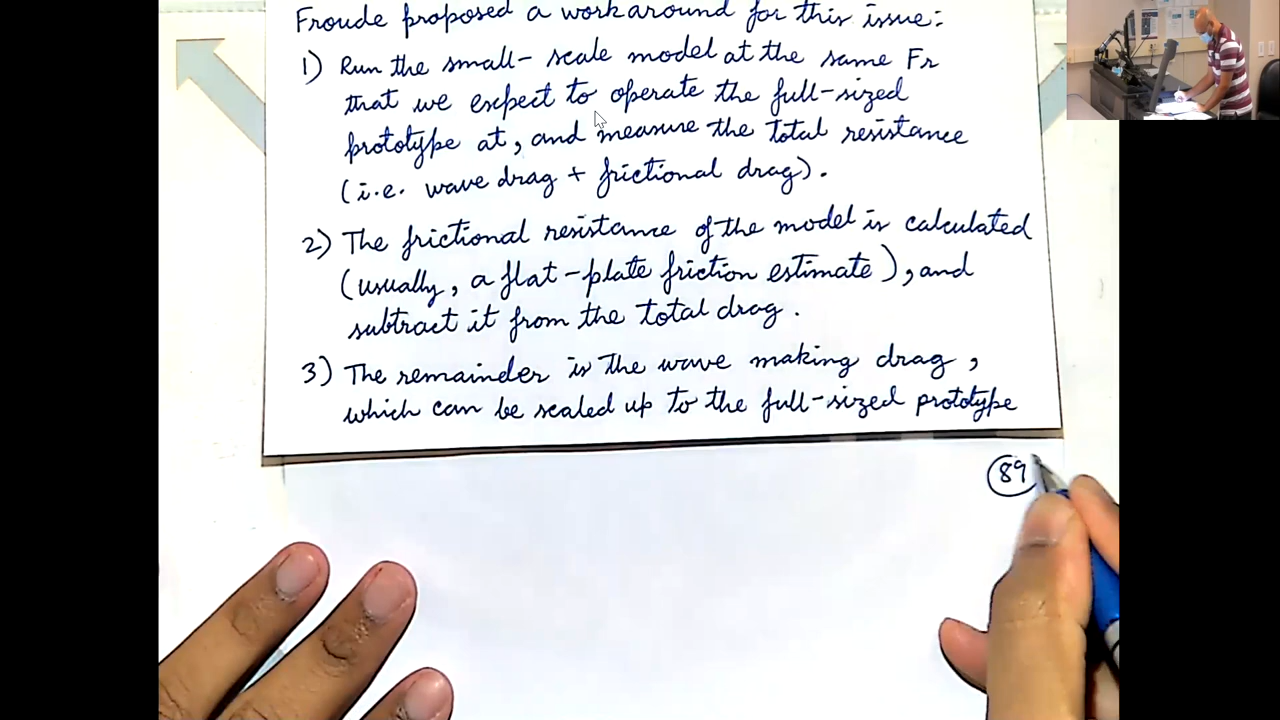 Froude proposed a workaround for this issue:
1) Run the small-scale model at the same Fr
that we expect to operate the full-sized
prototype at, and measure the total resistance
(i.e. wave drag + frictional drag).
2) The frictional resistance of the model is calculated
(usually, a flat-plate friction estimate), and
subtract it from the total drag.
3) The remainder is the wave making drag,
which can be scaled up to the full-sized prototype
89